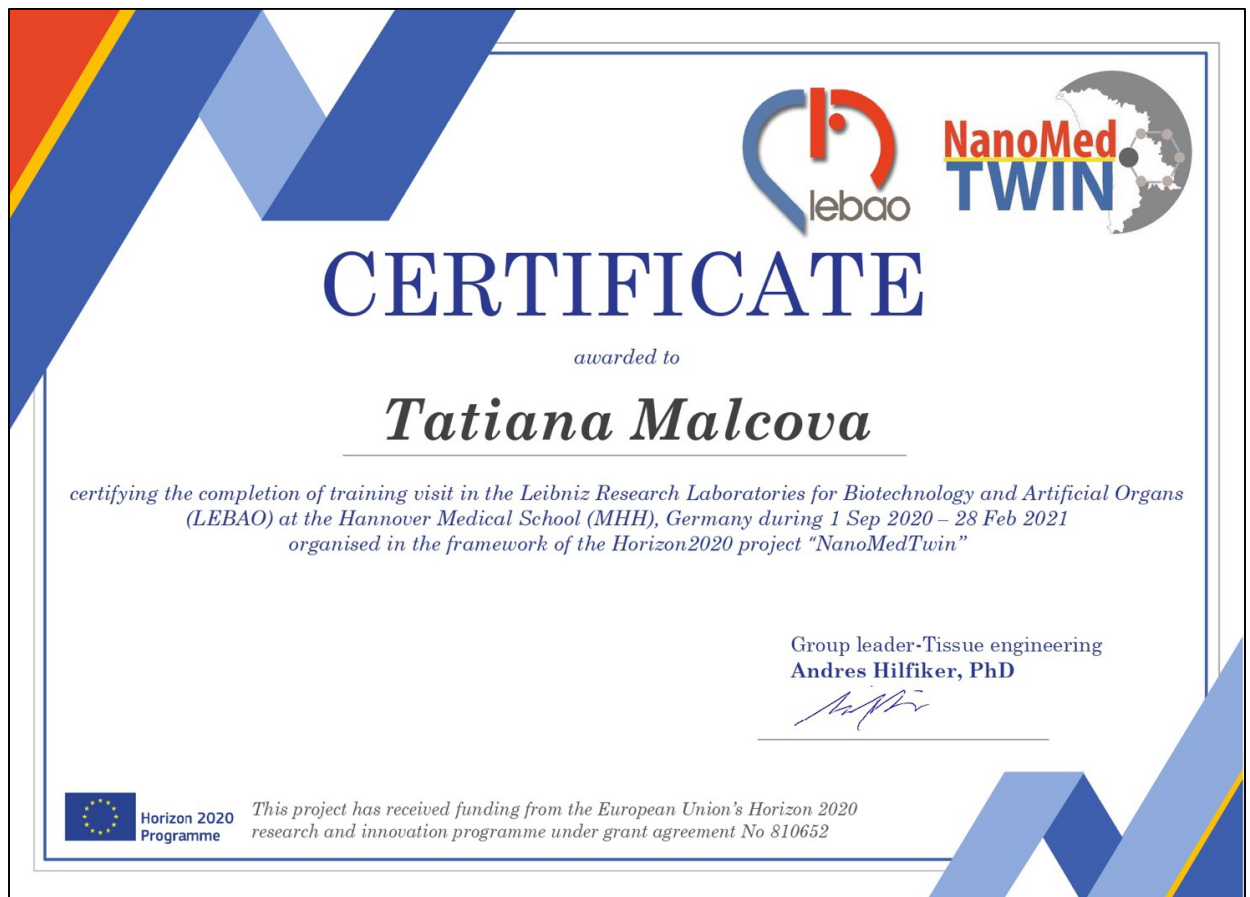 lebao
NanoMed
TWIN
CERTIFICATE
awarded to
Tatiana Malcova
certifying the completion of training visit in the Leibniz Research Laboratories for Biotechnology and Artificial Organs
(LEBAO) at the Hannover Medical School (MHH), Germany during 1 Sep 2020 – 28 Feb 2021
organised in the framework of the Horizon2020 project “NanoMedTwin”
Group leader-Tissue engineering
Andres Hilfiker, PhD
Horizon 2020
Programme
This project has received funding from the European Union’s Horizon 2020
research and innovation programme under grant agreement No 810652